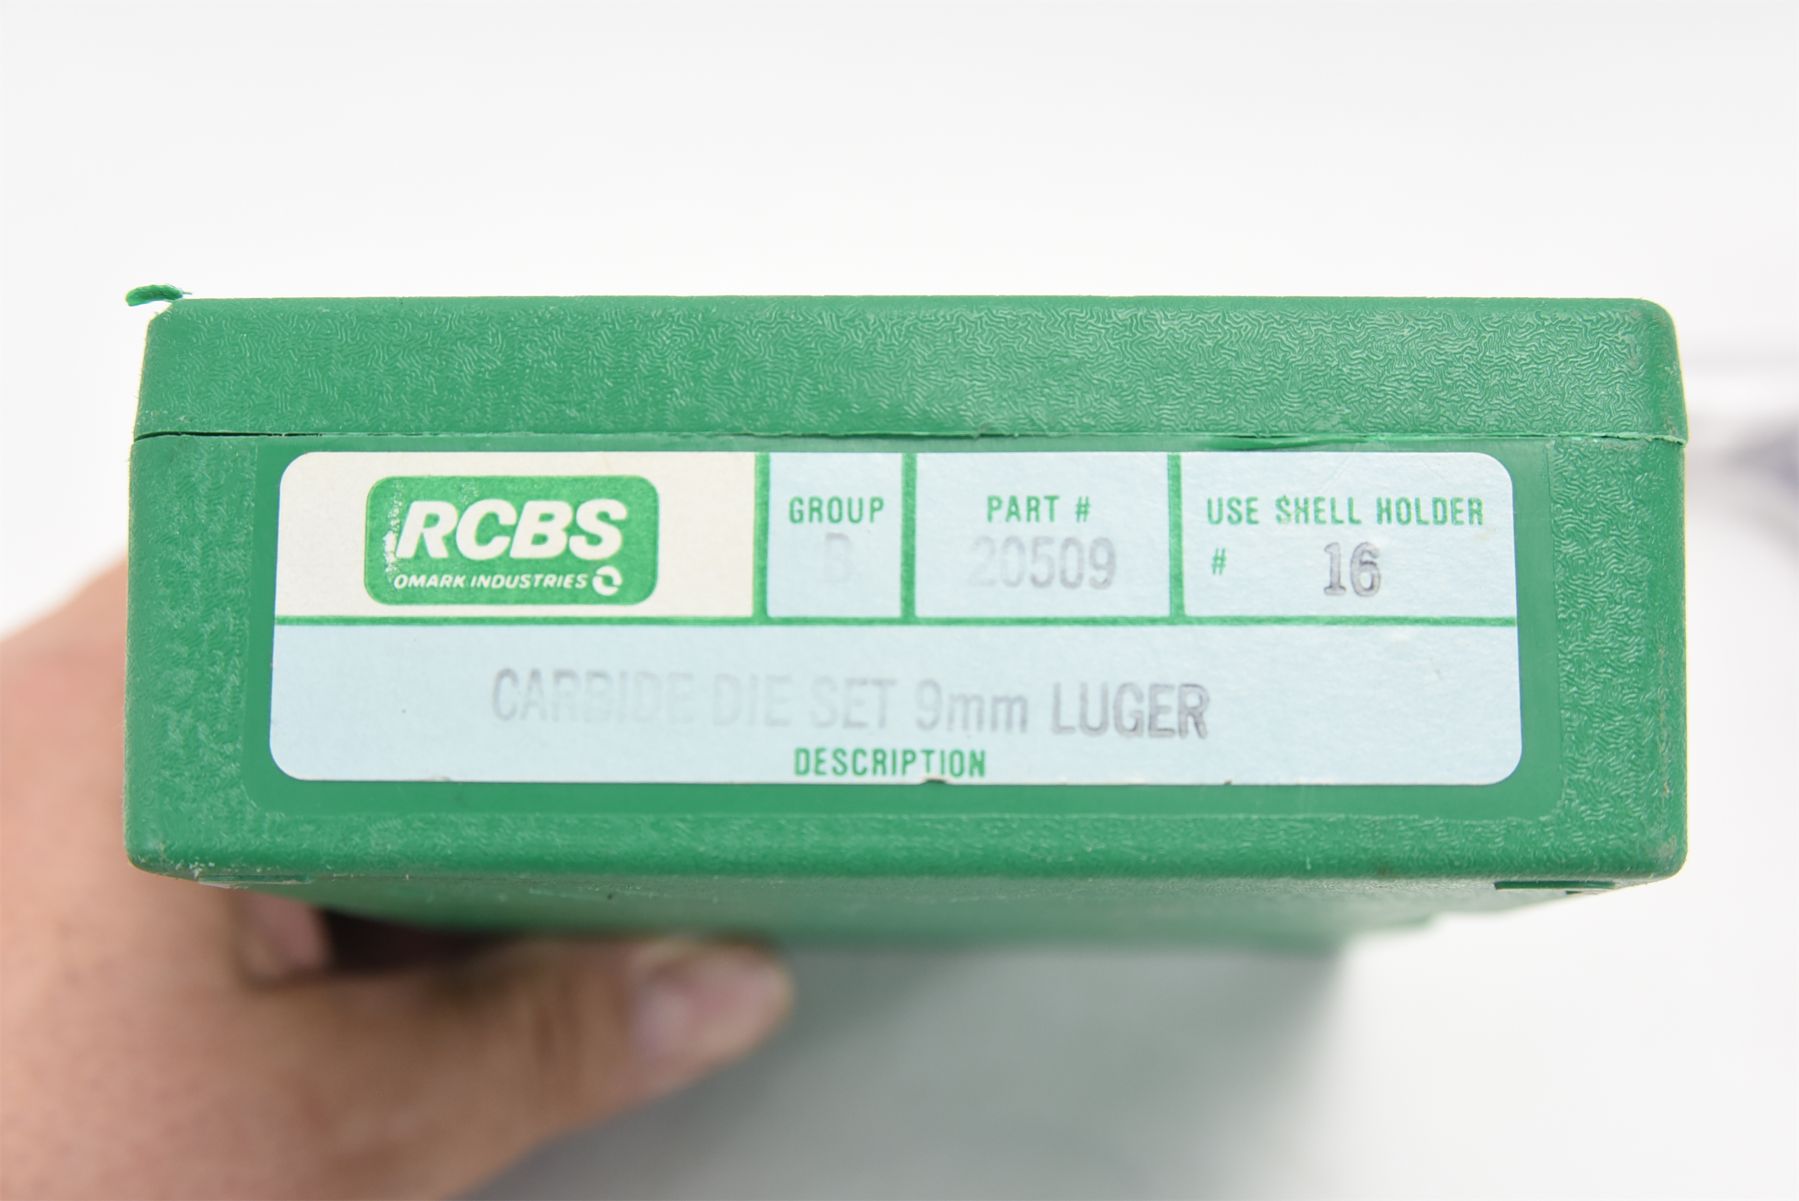 RCBS
OMARK INDUSTRIES
GROUP
B
PART #
20509
USE SHELL HOLDER
# 16
CARBIDE DIE SET 9mm LUGER
DESCRIPTION